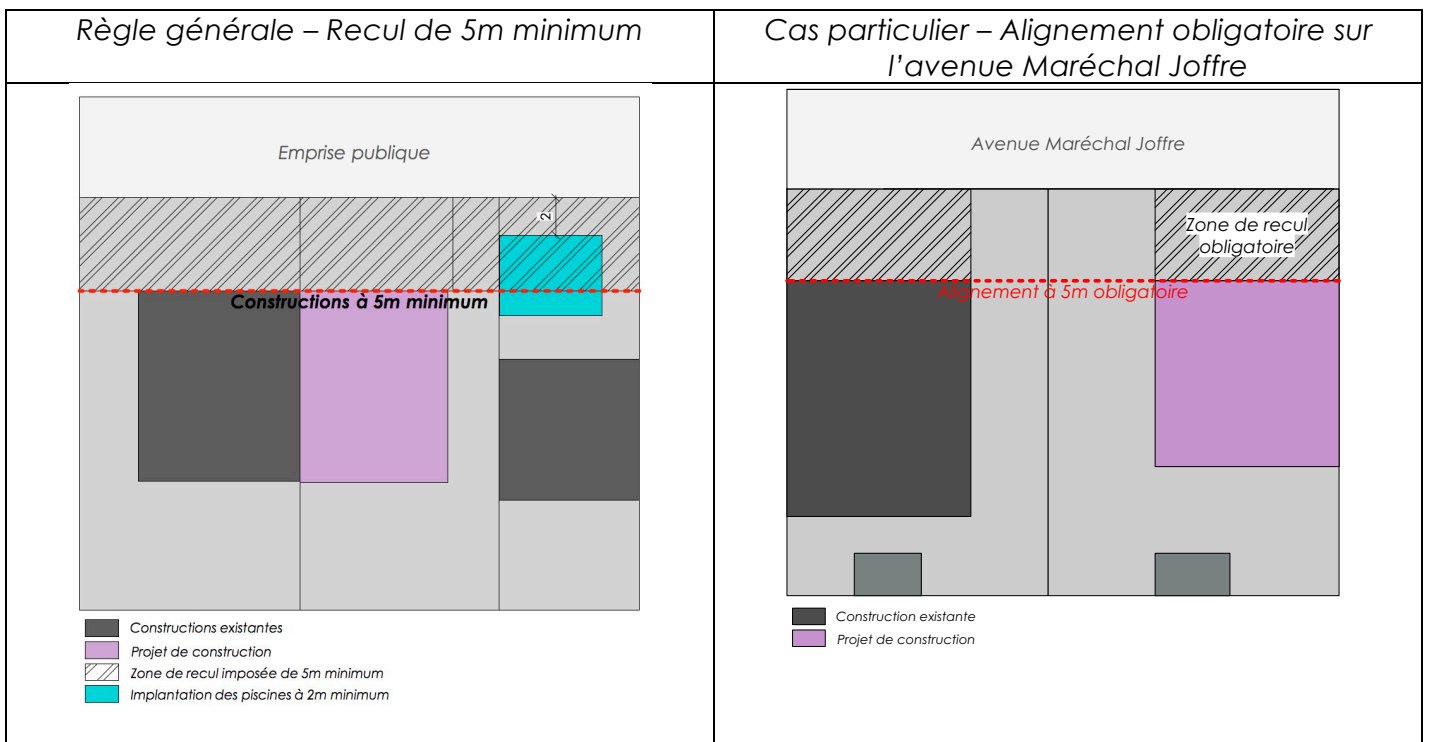 Règle générale – Recul de 5m minimum
Cas particulier – Alignement obligatoire sur
l'avenue Maréchal Joffre
Emprise publique
2
Constructions à 5m minimum
Constructions existantes
Projet de construction
Zone de recul imposée de 5m minimum
Implantation des piscines à 2m minimum
Avenue Maréchal Joffre
Zone de recul
obligatoire
Alignement à 5m obligatoire
Construction existante
Projet de construction